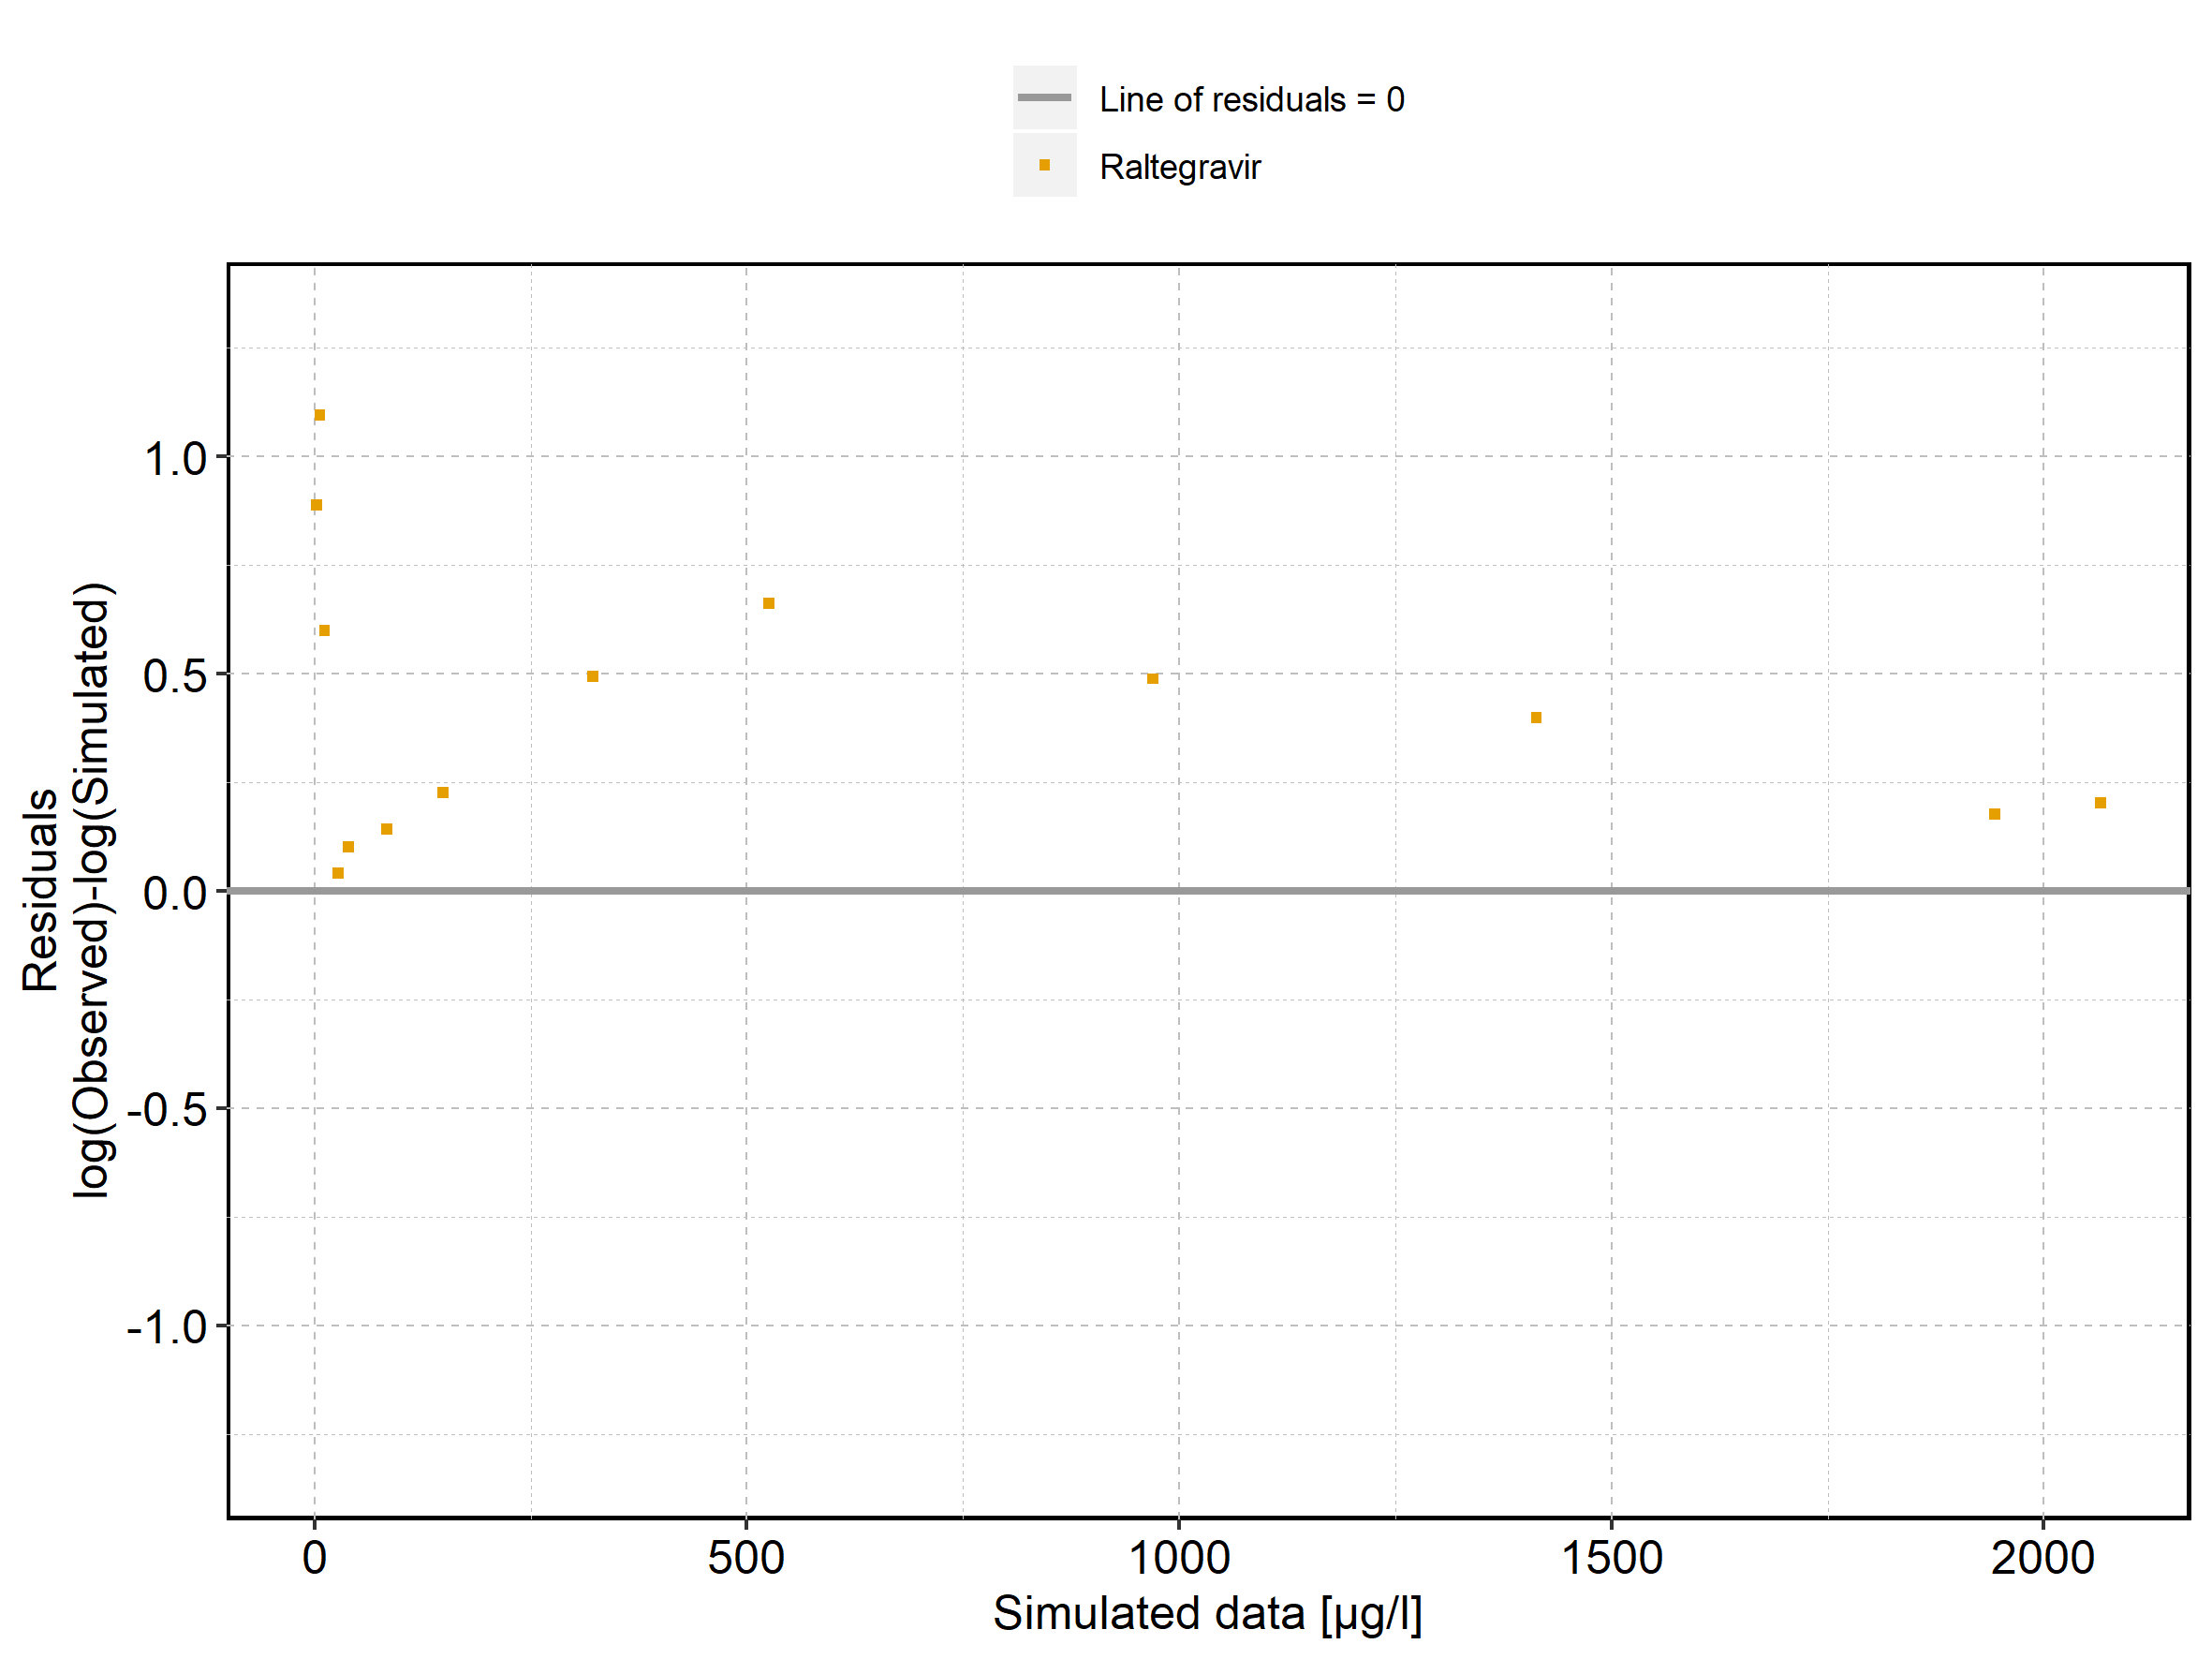 Line of residuals = 0
Raltegravir
Residuals
log(Observed)-log(Simulated)
1.0
0.5
0.0
-0.5
-1.0
0 500 1000 1500 2000
Simulated data [µg/l]